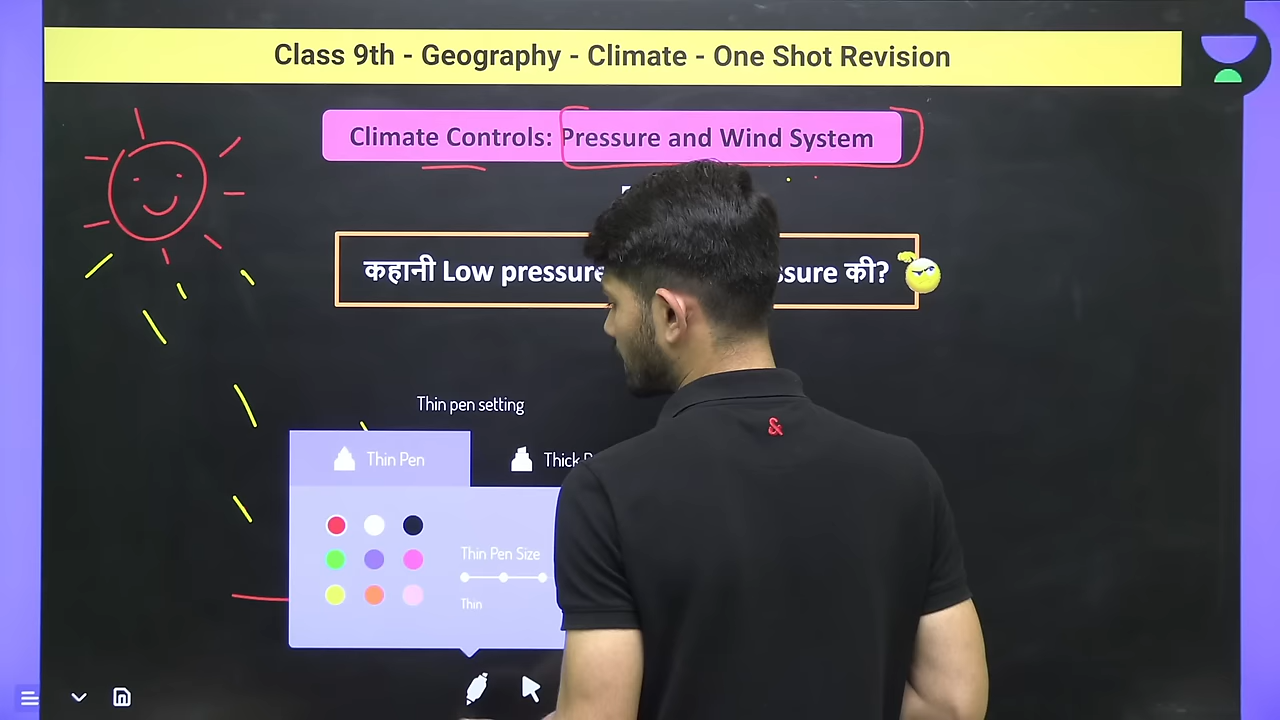 Class 9th - Geography - Climate - One Shot Revision
Climate Controls: Pressure and Wind System
कहानी Low pressure ssure की?
Thin pen setting
Thin Pen
Thick
Thin Pen Size
Thin
&